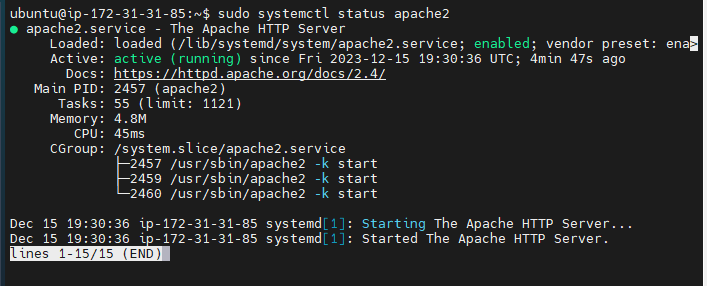 ubuntu@ip-172-31-31-85:~$ sudo systemctl status apache2
● apache2.service - The Apache HTTP Server
     Loaded: loaded (/lib/systemd/system/apache2.service; enabled; vendor preset: ena>
     Active: active (running) since Fri 2023-12-15 19:30:36 UTC; 4min 47s ago
       Docs: https://httpd.apache.org/docs/2.4/
   Main PID: 2457 (apache2)
      Tasks: 55 (limit: 1121)
     Memory: 4.8M
        CPU: 45ms
     CGroup: /system.slice/apache2.service
             ├─2457 /usr/sbin/apache2 -k start
             ├─2459 /usr/sbin/apache2 -k start
             └─2460 /usr/sbin/apache2 -k start
Dec 15 19:30:36 ip-172-31-31-85 systemd[1]: Starting The Apache HTTP Server...
Dec 15 19:30:36 ip-172-31-31-85 systemd[1]: Started The Apache HTTP Server.
lines 1-15/15 (END)